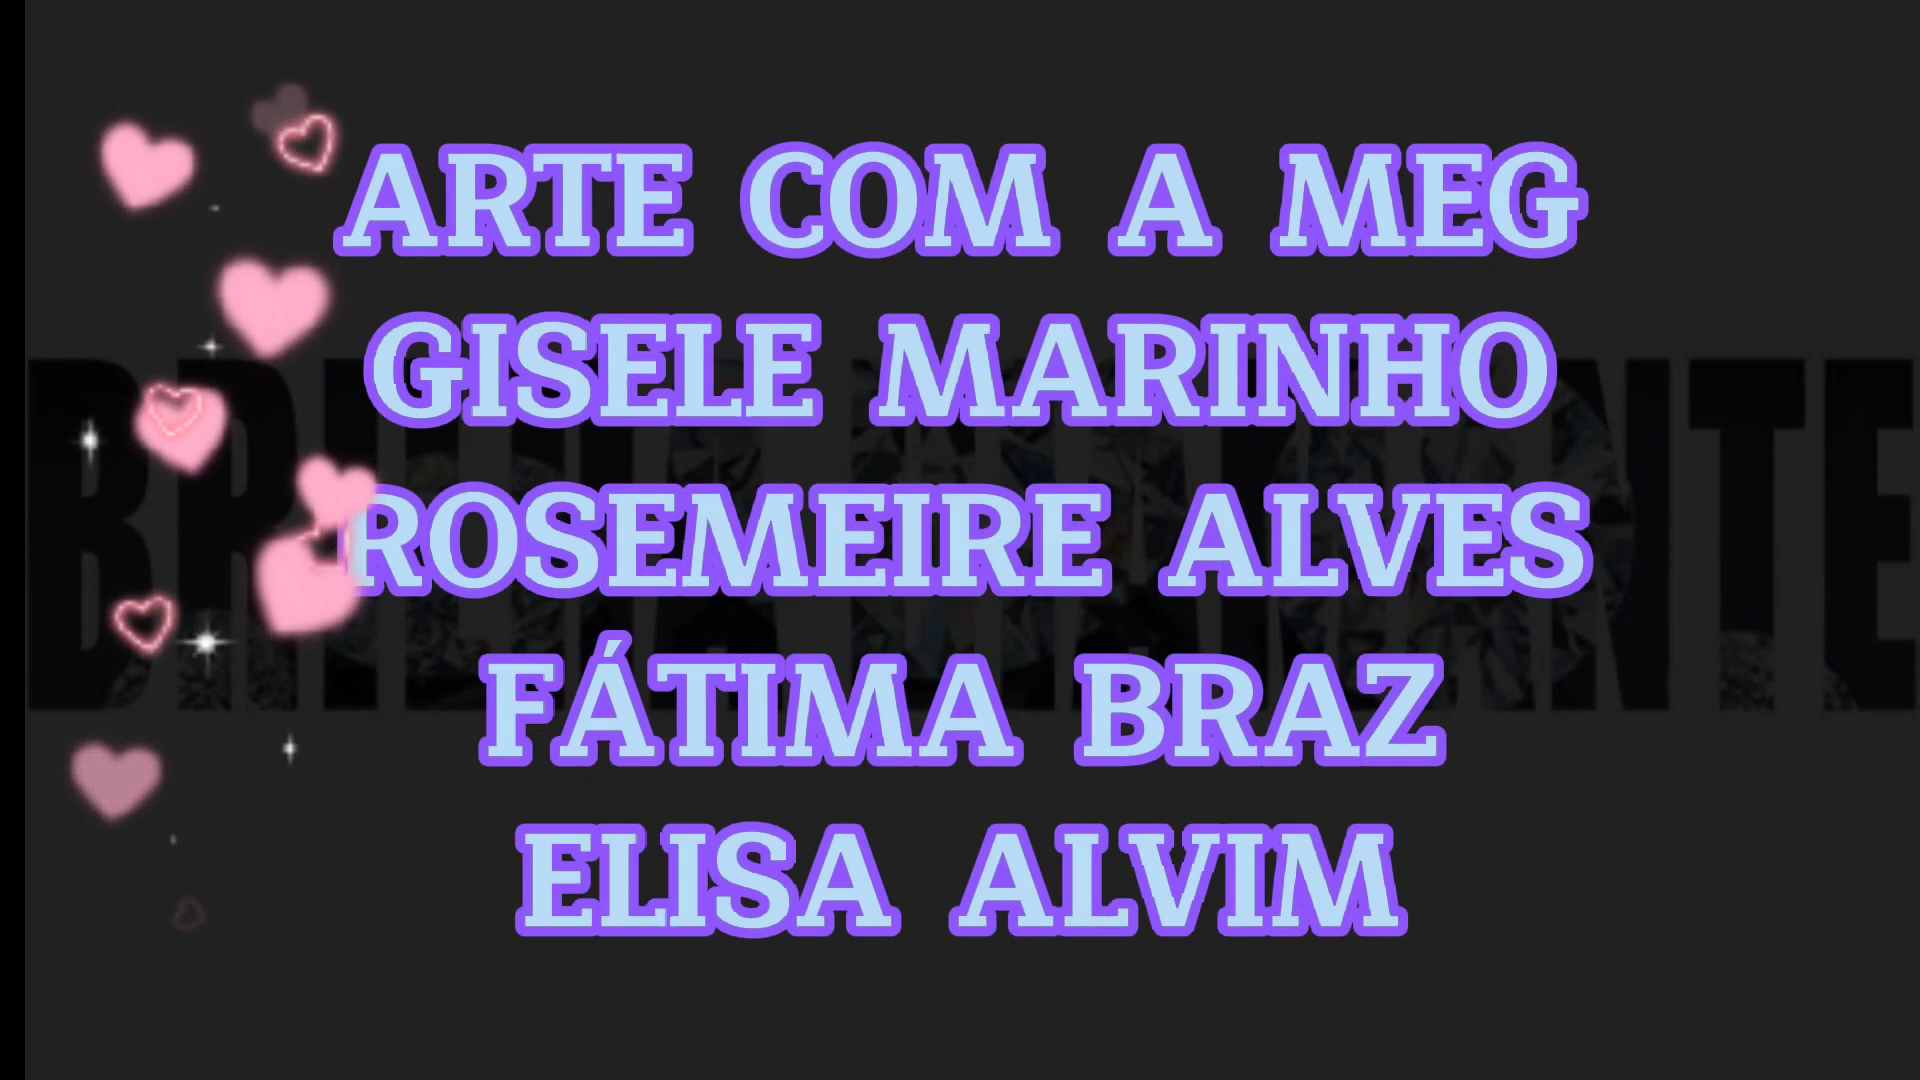 ARTE COM A MEG
GISELE MARINHO
ROSEMEIRE ALVES
FÁTIMA BRAZ
ELISA ALVIM